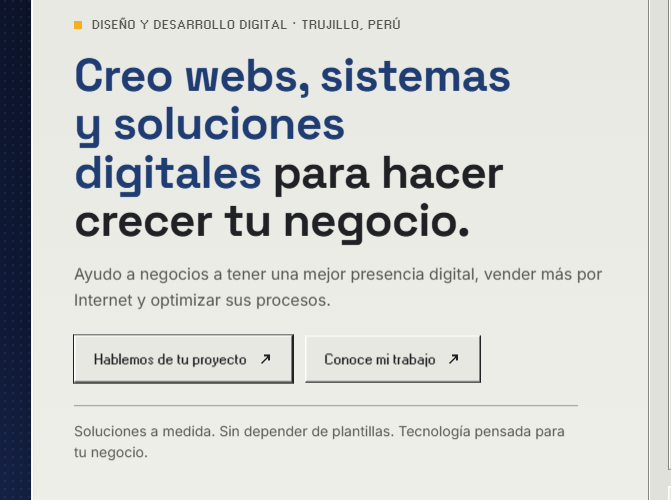 DISEÑO Y DESARROLLO DIGITAL · TRUJILLO, PERÚ
Creo webs, sistemas
y soluciones
digitales para hacer
crecer tu negocio.
Ayudo a negocios a tener una mejor presencia digital, vender más por
Internet y optimizar sus procesos.
Hablemos de tu proyecto ↗
Conoce mi trabajo ↗
Soluciones a medida. Sin depender de plantillas. Tecnología pensada para
tu negocio.